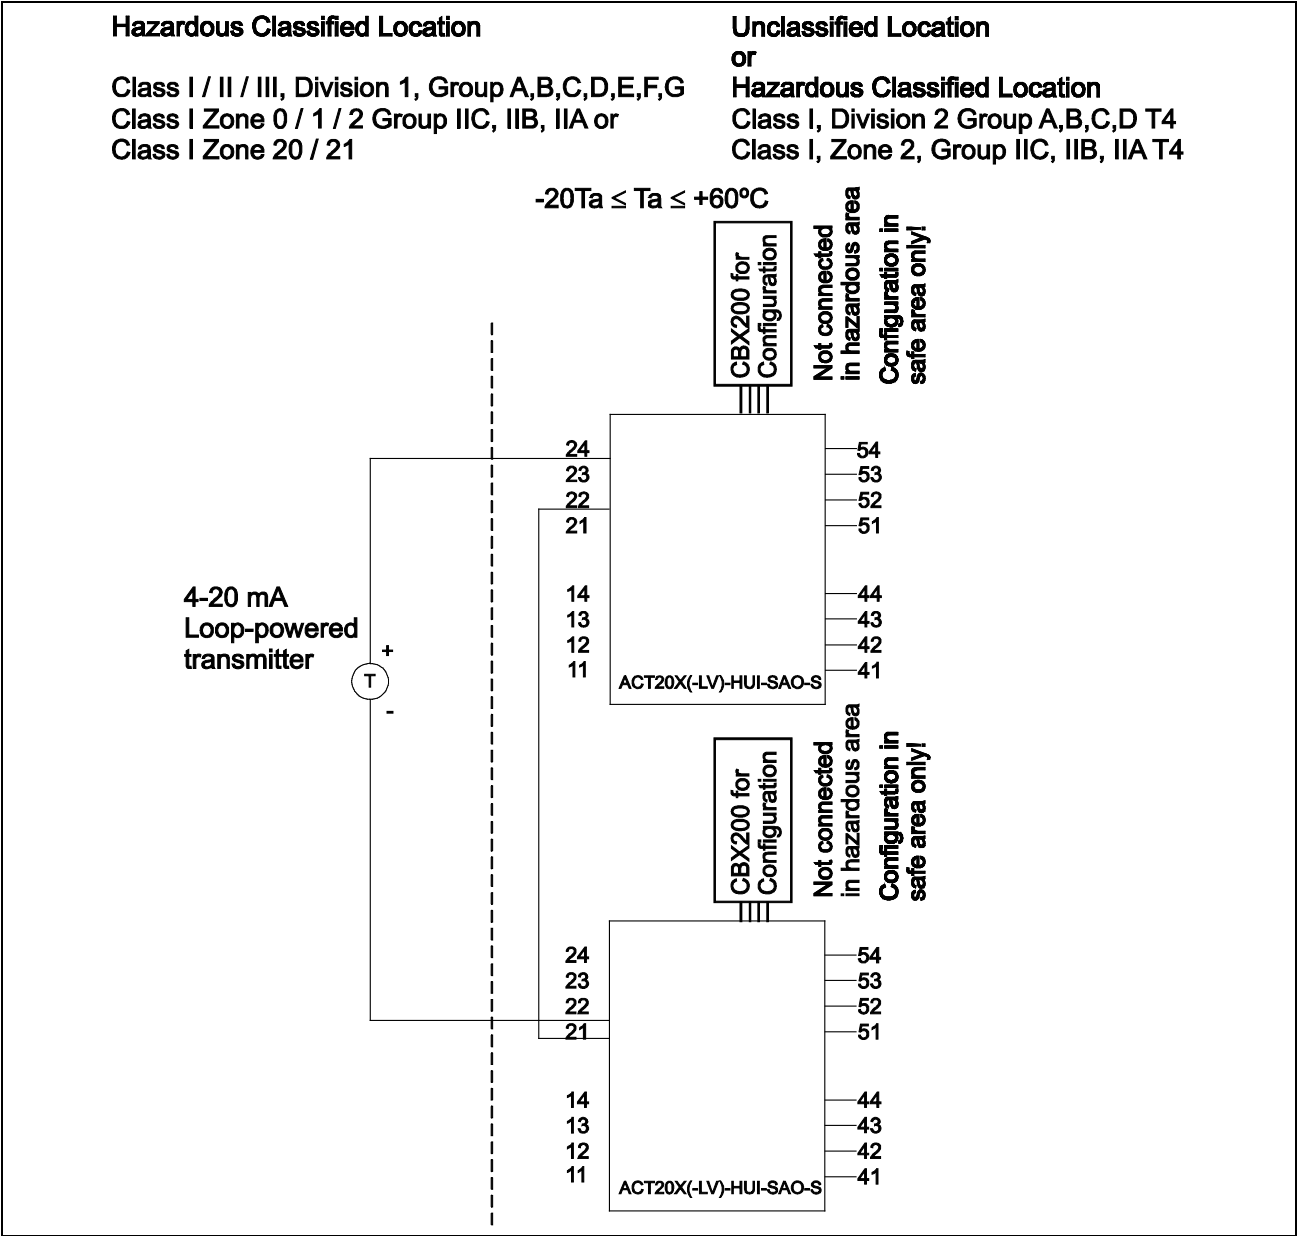 Hazardous Classified Location
Class I / II / III, Division 1, Group A,B,C,D,E,F,G
Class I Zone 0 / 1 / 2 Group IIC, IIB, IIA or
Class I Zone 20 / 21
Unclassified Location
or
Hazardous Classified Location
Class I, Division 2 Group A,B,C,D T4
Class I, Zone 2, Group IIC, IIB, IIA T4
-20Ta ≤ Ta ≤ +60ºC
CBX200 for
Configuration
Not connected
in hazardous area
Configuration in
safe area only!
24
23
22
21
14
13
12
11
54
53
52
51
44
43
42
41
ACT20X(-LV)-HUI-SAO-S
4-20 mA
Loop-powered
transmitter
+
T
-
CBX200 for
Configuration
Not connected
in hazardous area
Configuration in
safe area only!
24
23
22
21
14
13
12
11
54
53
52
51
44
43
42
41
ACT20X(-LV)-HUI-SAO-S